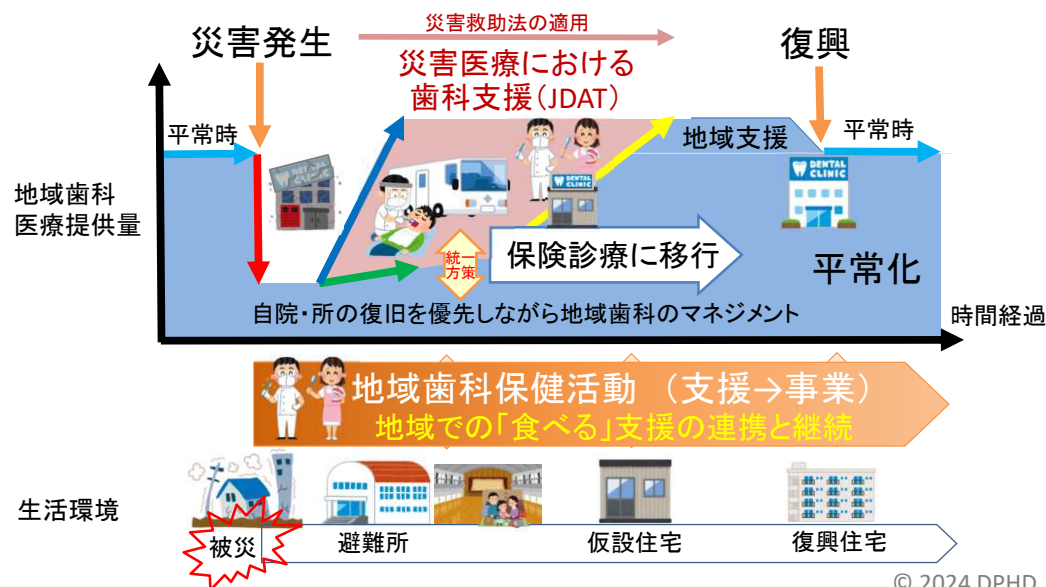 災害救助法の適用
災害発生
復興
災害医療における
歯科支援（JDAT）
平常時
地域支援
平常時
DENTAL
CLINIC
DENTAL
CLINIC
地域歯科
医療提供量
統一
方策
保険診療に移行
平常化
自院・所の復旧を優先しながら地域歯科のマネジメント
時間経過
地域歯科保健活動　（支援→事業）
地域での「食べる」支援の連携と継続
生活環境
被災
避難所
仮設住宅
復興住宅
© 2024 DPHD